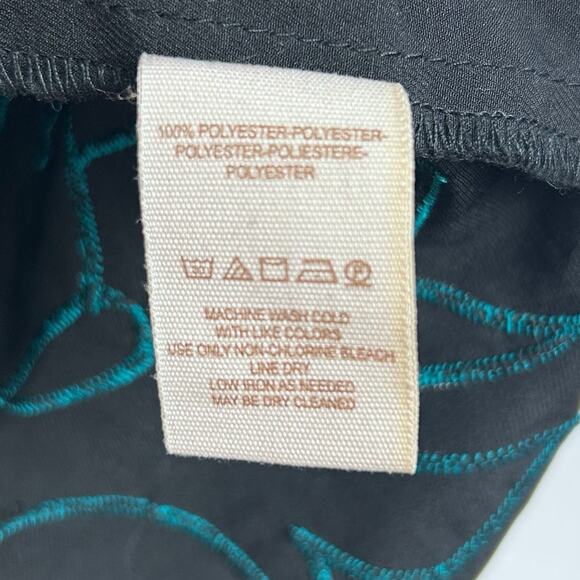 100% POLYESTER-POLYESTER-
POLYESTER-POLIESTERE-
POLYESTER
30
P
MACHINE WASH COLD
WITH LIKE COLORS
USE ONLY NON-CHLORINE BLEACH
LINE DRY
LOW IRON AS NEEDED
MAY BE DRY CLEANED